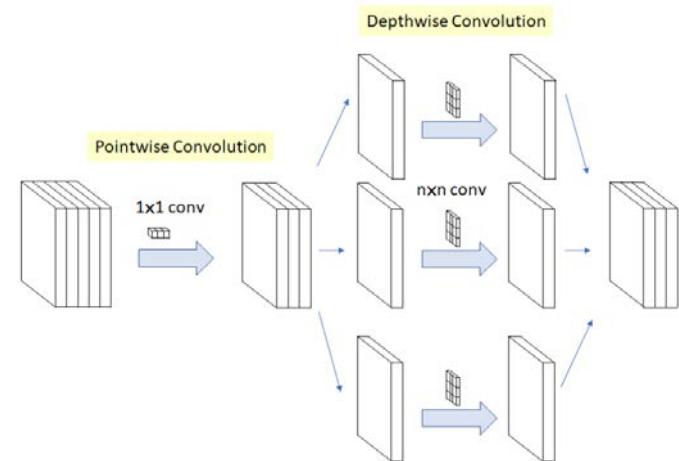 Depthwise Convolution
Pointwise Convolution
1x1 conv
nxn conv